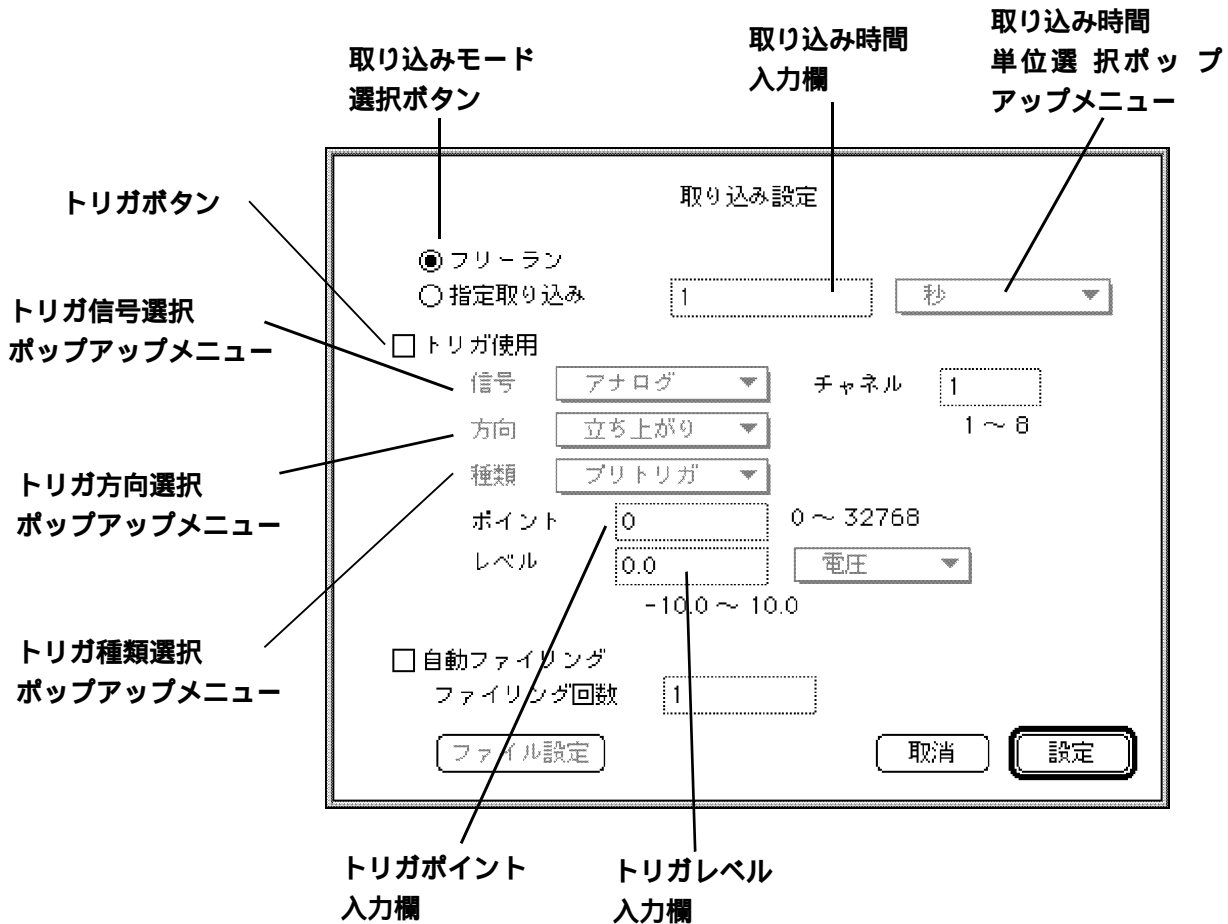 取り込みモード
選択ボタン
取り込み時間
入力欄
取り込み時間
単位選 択ポッ プ
アップメニュー
トリガボタン
トリガ信号選択
ポップアップメニュー
トリガ方向選択
ポップアップメニュー
トリガ種類選択
ポップアップメニュー
取り込み設定
フリーラン
指定取り込み 1 秒
トリガ使用
信号 アナログ チャネル 1
1～8
方向 立ち上がり
種類 プリトリガ
ポイント 0 0～32768
レベル 0.0 電圧
-10.0～10.0
自動ファイリング
ファイリング回数 1
ファイル設定 取消 設定
トリガポイント
入力欄
トリガレベル
入力欄